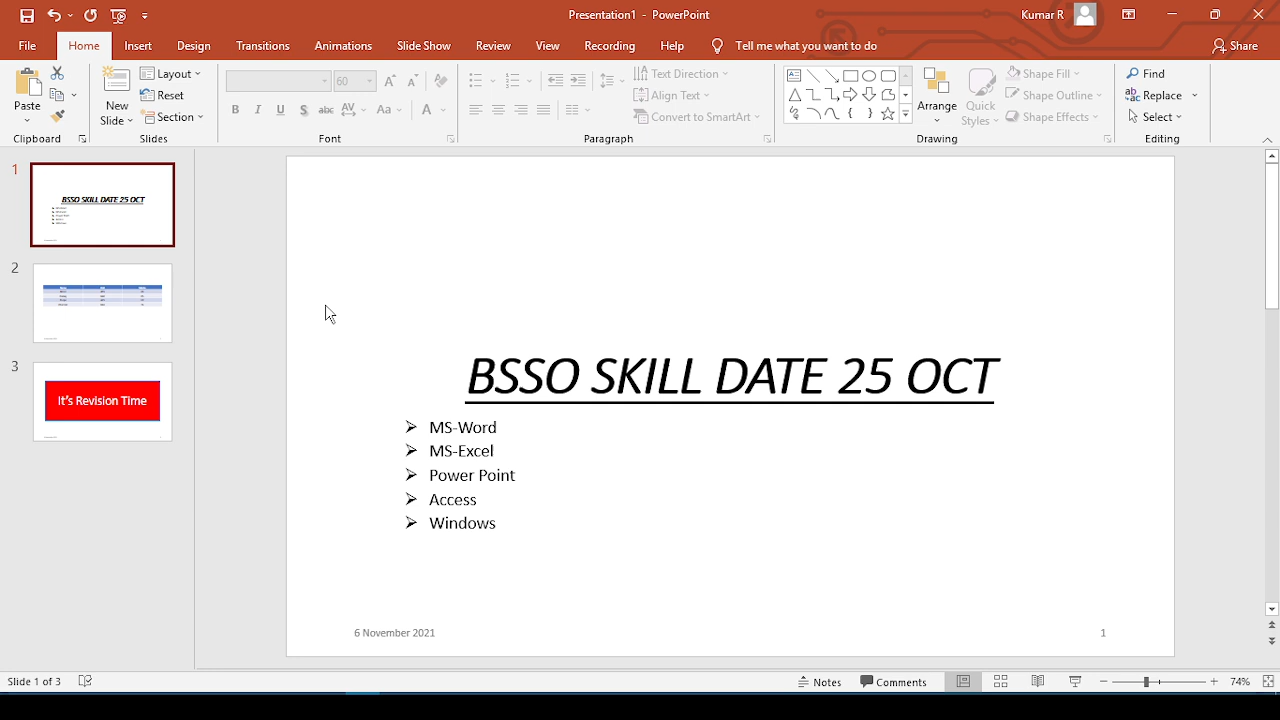 Presentation1 - PowerPoint
Kumar R
File Home Insert Design Transitions Animations Slide Show Review View Recording Help Tell me what you want to do Share
Paste
New Slide
Layout
Reset
Section
60
B I U S abc AV Aa A
Text Direction
Align Text
Convert to SmartArt
Arrange
Quick Styles
Shape Fill
Shape Outline
Shape Effects
Find
Replace
Select
Clipboard Slides Font Paragraph Drawing Editing
1
BSSO SKILL DATE 25 OCT
2
3
It's Revision Time
BSSO SKILL DATE 25 OCT
MS-Word
MS-Excel
Power Point
Access
Windows
6 November 2021 1
Slide 1 of 3 Notes Comments 74%